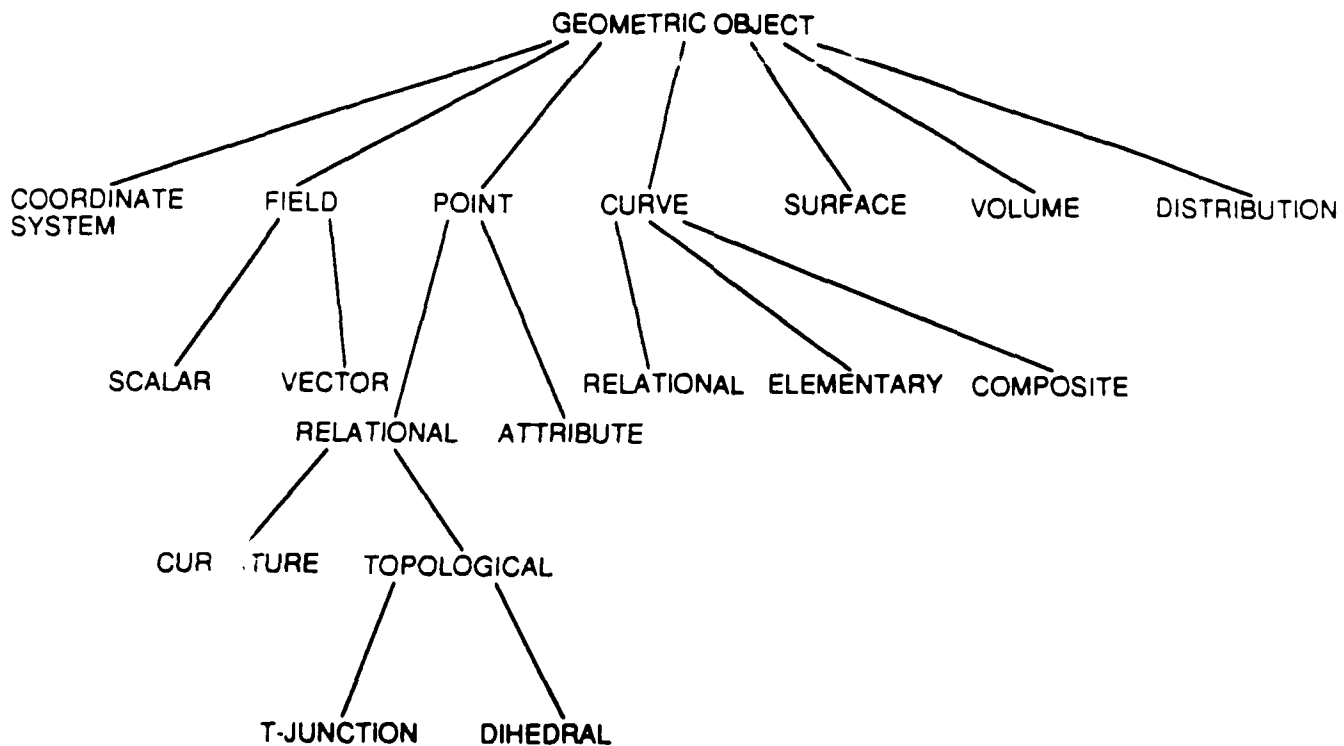 GEOMETRIC OBJECT
COORDINATE SYSTEM
FIELD
POINT
CURVE
SURFACE
VOLUME
DISTRIBUTION
SCALAR
VECTOR
RELATIONAL
ELEMENTARY
COMPOSITE
RELATIONAL
ATTRIBUTE
TOPOLOGICAL
T-JUNCTION
DIHEDRAL